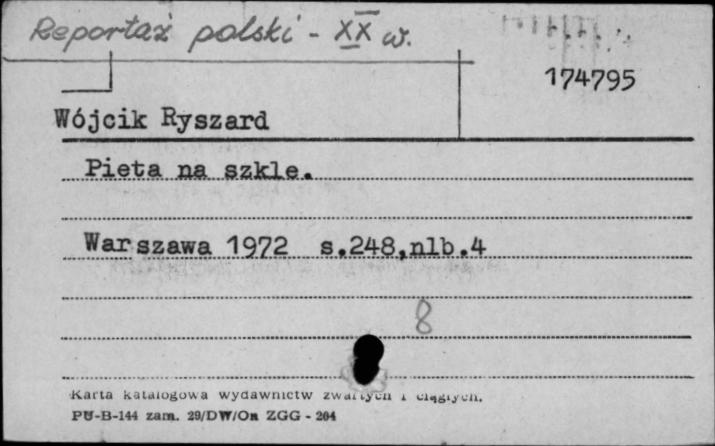 Reportaż polski - XX w.
174795
Wójcik Ryszard
Pieta na szkle.
Warszawa 1972 s.248,nlb.4
8
Karta katalogowa wydawnictw zwartych i ciągłych.
PU-B-144 zam. 29/DW/On ZGG - 204